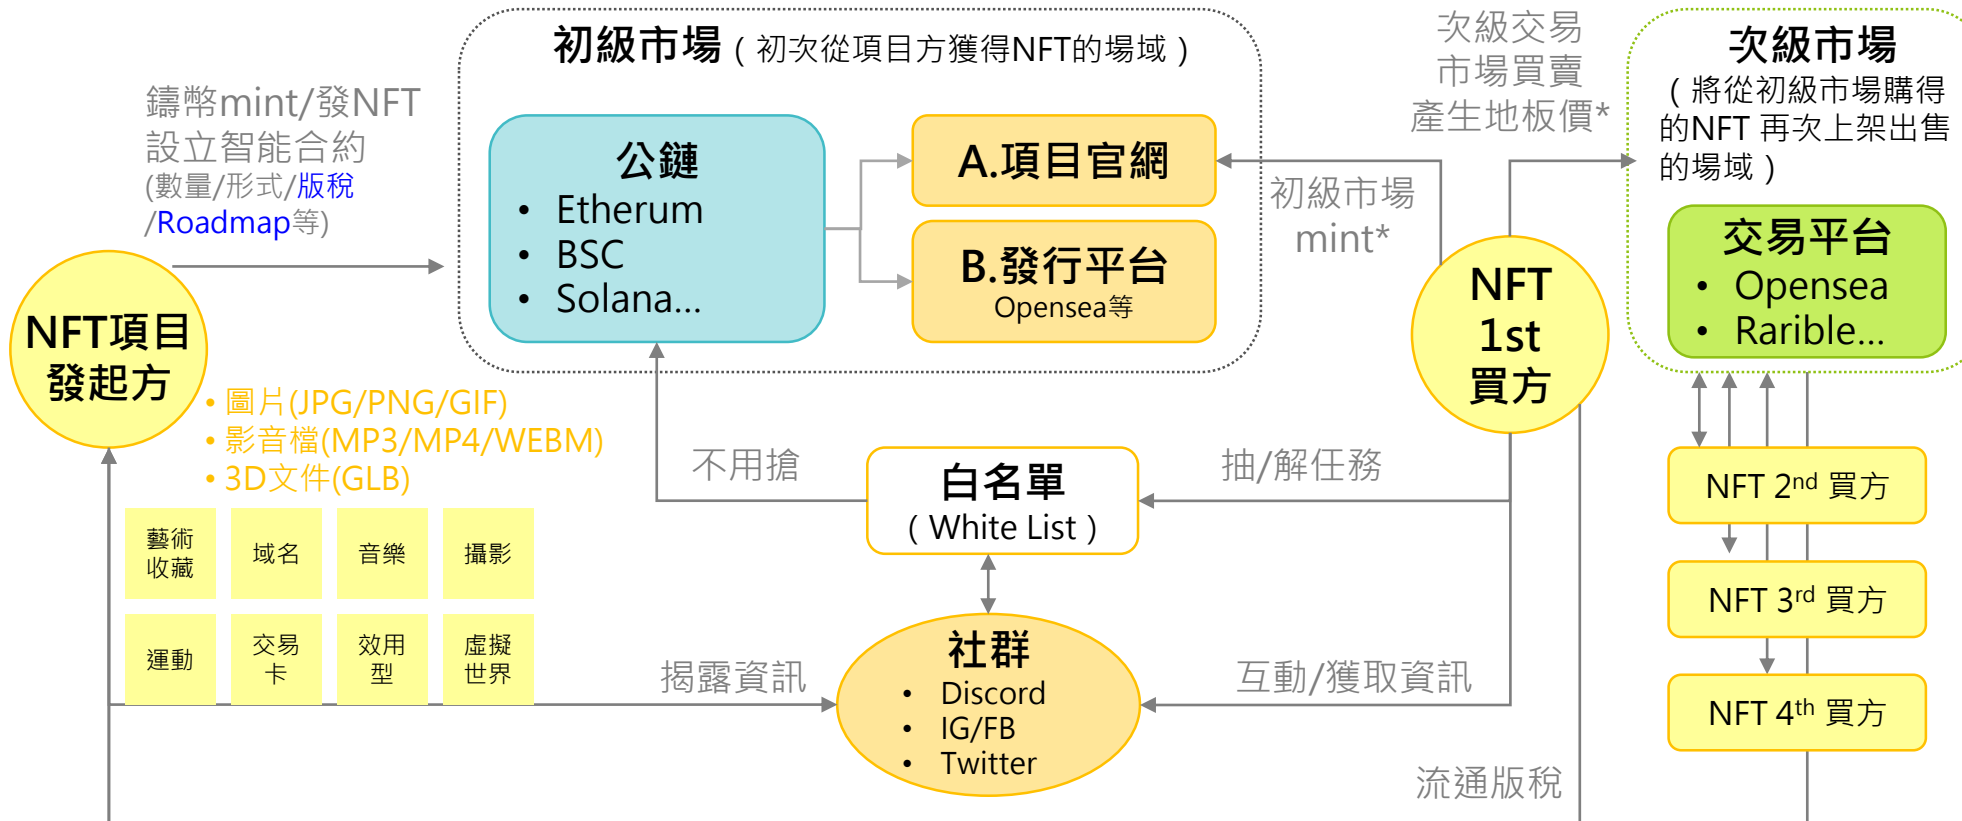 初級市場（初次從項目方獲得NFT的場域）
次級交易
市場買賣
產生地板價*
次級市場
（將從初級市場購得
的NFT 再次上架出售
的場域）
鑄幣mint/發NFT
設立智能合約
(數量/形式/版稅
/Roadmap等)
公鏈
• Etherum
• BSC
• Solana...
A.項目官網
B.發行平台
Opensea等
初級市場
mint*
NFT
1st
買方
交易平台
• Opensea
• Rarible...
NFT項目
發起方
• 圖片(JPG/PNG/GIF)
• 影音檔(MP3/MP4/WEBM)
• 3D文件(GLB)
不用搶
白名單
（White List）
抽/解任務
NFT 2nd 買方
NFT 3rd 買方
NFT 4th 買方
藝術
收藏
域名
音樂
攝影
運動
交易
卡
效用
型
虛擬
世界
揭露資訊
社群
• Discord
• IG/FB
• Twitter
互動/獲取資訊
流通版稅